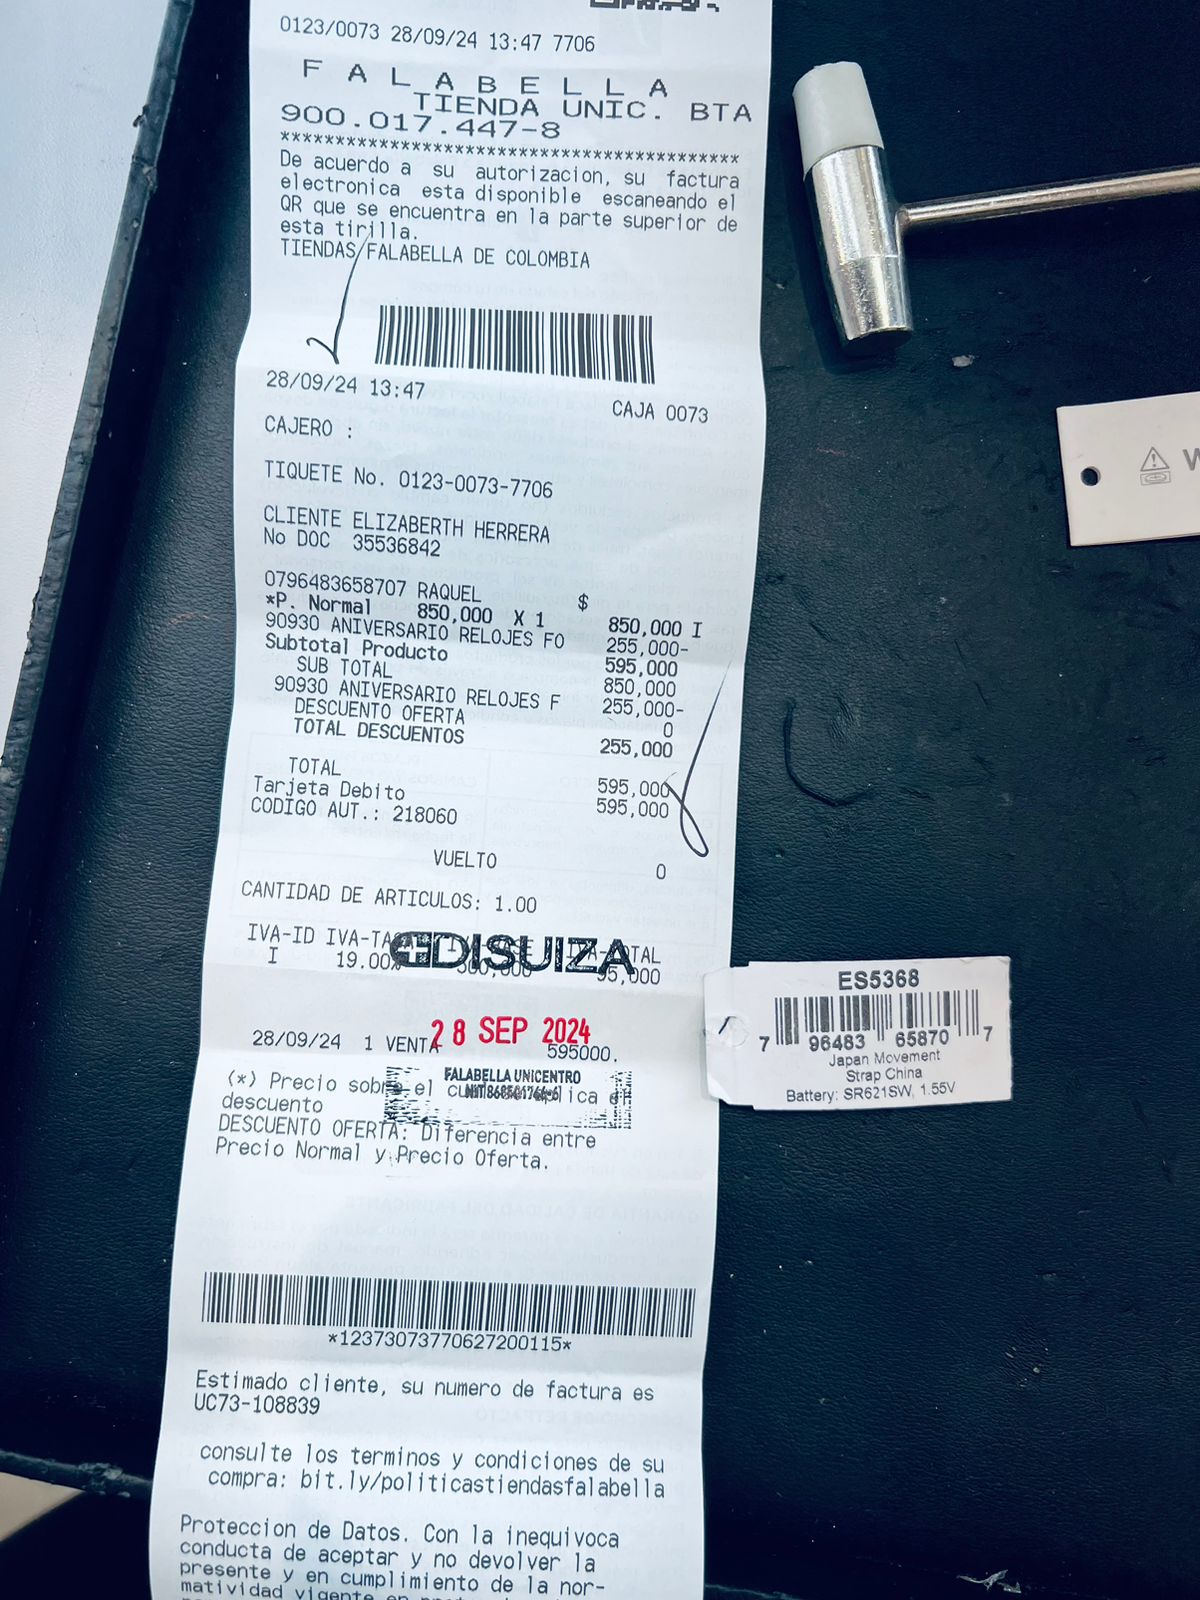 0123/0073 28/09/24 13:47 7706
F A L A B E L L A
TIENDA UNIC. BTA
900.017.447-8
******************************************
De acuerdo a su autorizacion, su factura
electronica esta disponible escaneando el
QR que se encuentra en la parte superior de
esta tirilla.
TIENDAS FALABELLA DE COLOMBIA
28/09/24 13:47
CAJA 0073
CAJERO :
TIQUETE No. 0123-0073-7706
CLIENTE ELIZABERTH HERRERA
No DOC 35536842
0796483658707 RAQUEL $
*P. Normal 850,000 X 1 850,000 I
90930 ANIVERSARIO RELOJES FO 255,000-
Subtotal Producto 595,000
SUB TOTAL 850,000
90930 ANIVERSARIO RELOJES F 255,000-
DESCUENTO OFERTA 0
TOTAL DESCUENTOS 255,000
TOTAL 595,000
Tarjeta Debito 595,000
CODIGO AUT.: 218060
VUELTO 0
CANTIDAD DE ARTICULOS: 1.00
IVA-ID IVA-TA
DISUIZA
I 19.00% 500,000 95,000
28 SEP 2024
28/09/24 1 VENTA 595000.
FALABELLA UNICENTRO
(*) Precio sobre el
descuento
DESCUENTO OFERTA: Diferencia entre
Precio Normal y Precio Oferta.
*12373073770627200115*
Estimado cliente, su numero de factura es
UC73-108839
consulte los terminos y condiciones de su
compra: bit.ly/politicastiendasfalabella
Proteccion de Datos. Con la inequivoca
conducta de aceptar y no devolver la
presente y en cumplimiento de la nor-
matividad vigente en
W
ES5368
7 96483 65870 7
Japan Movement
Strap China
Battery: SR621SW, 1.55V